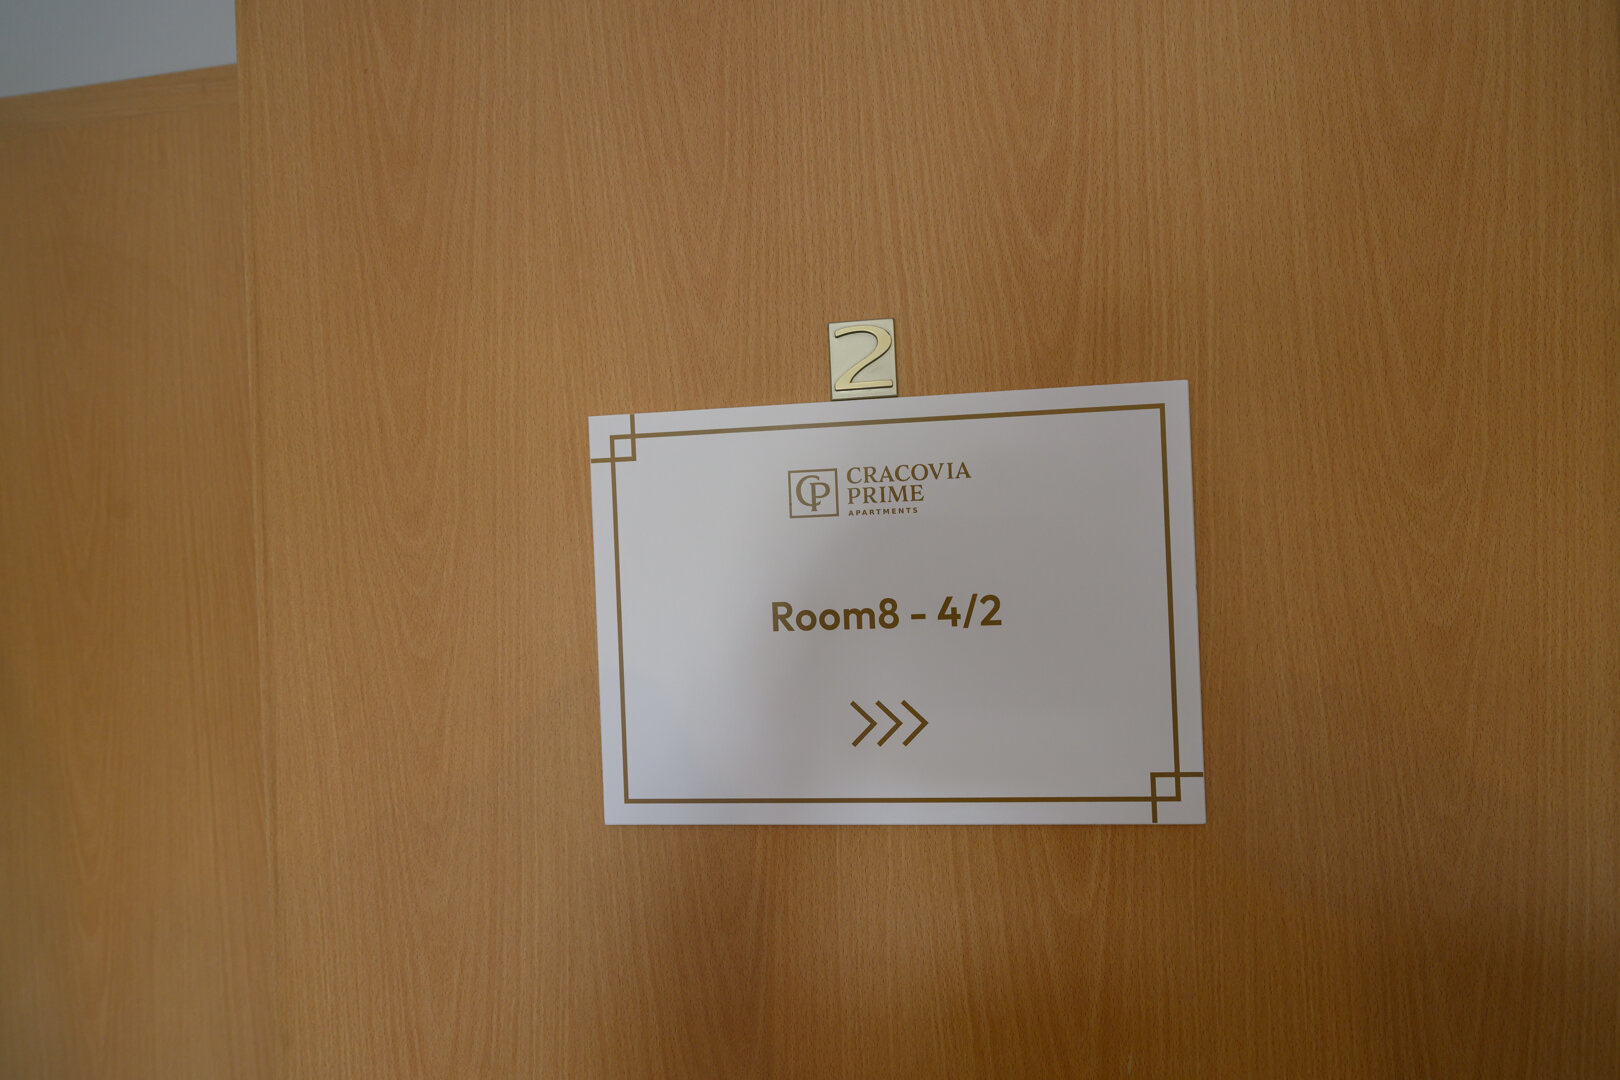 2
CP
CRACOVIA
PRIME
APARTMENTS
Room8 - 4/2
>>>